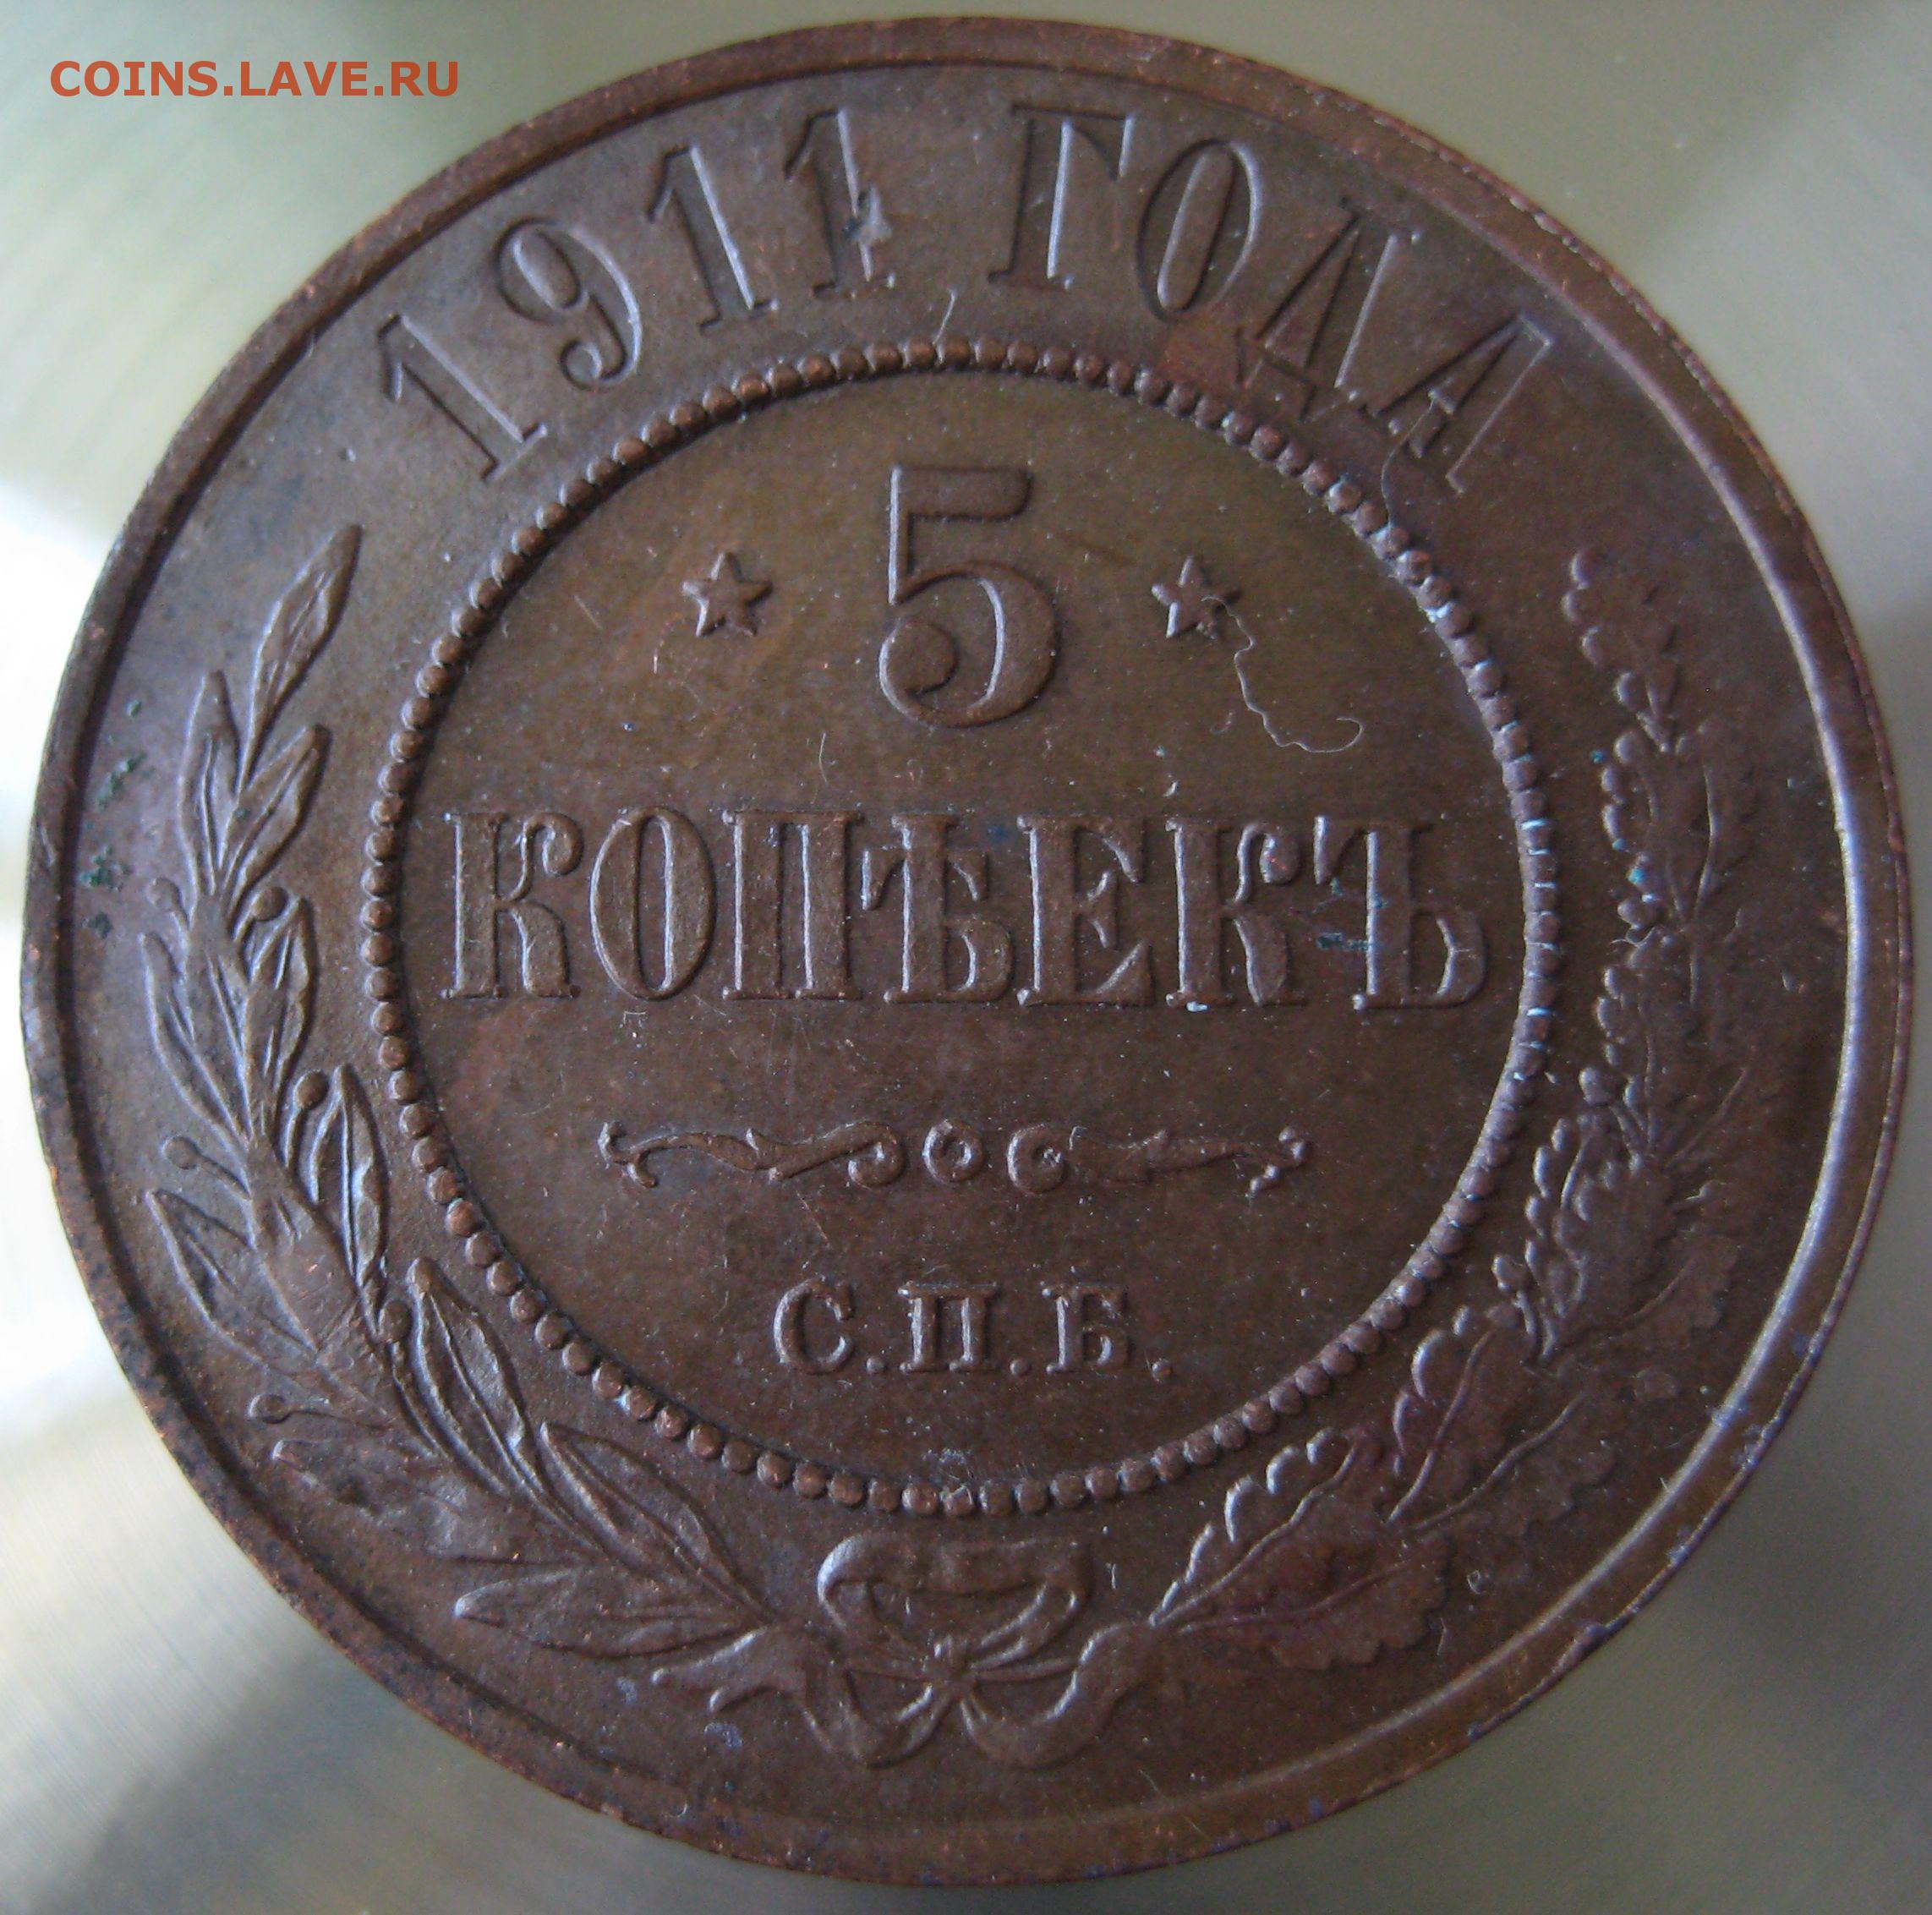 COINS.LAVE.RU
1911 ГОДА
5
КОПѢЕКЪ
С.П.Б.